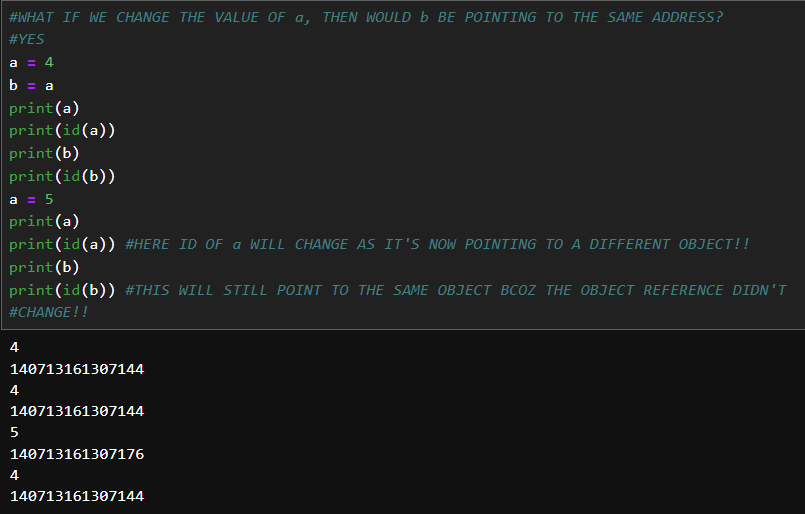 #WHAT IF WE CHANGE THE VALUE OF a, THEN WOULD b BE POINTING TO THE SAME ADDRESS?
#YES
a = 4
b = a
print(a)
print(id(a))
print(b)
print(id(b))
a = 5
print(a)
print(id(a)) #HERE ID OF a WILL CHANGE AS IT'S NOW POINTING TO A DIFFERENT OBJECT!!
print(b)
print(id(b)) #THIS WILL STILL POINT TO THE SAME OBJECT BCOZ THE OBJECT REFERENCE DIDN'T
#CHANGE!!
4
140713161307144
4
140713161307144
5
140713161307176
4
140713161307144